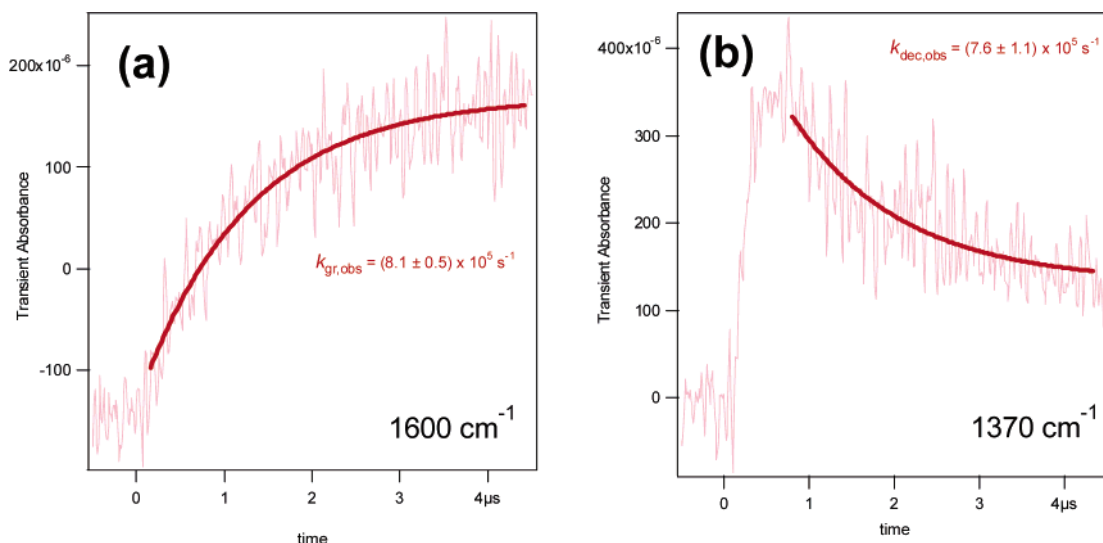 (a)
200x10⁻⁶
100
0
-100
Transient Absorbance
k_gr,obs = (8.1 ± 0.5) x 10⁵ s⁻¹
1600 cm⁻¹
0 1 2 3 4µs
time
(b)
400x10⁻⁶
300
200
100
0
Transient Absorbance
k_dec,obs = (7.6 ± 1.1) x 10⁵ s⁻¹
1370 cm⁻¹
0 1 2 3 4µs
time